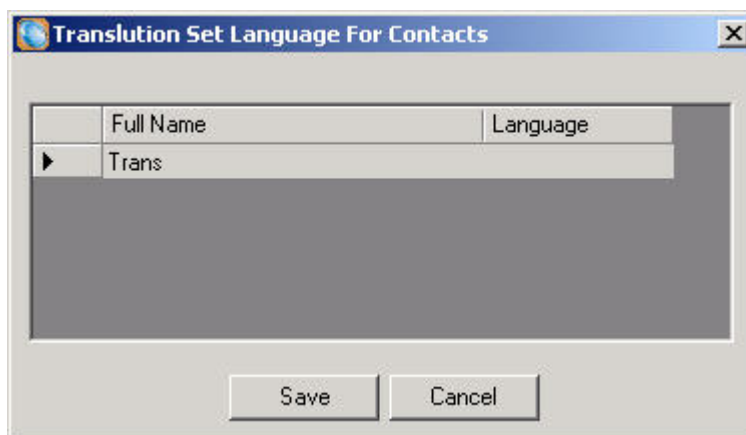 Translution Set Language For Contacts
Full Name Language
Trans
Save Cancel